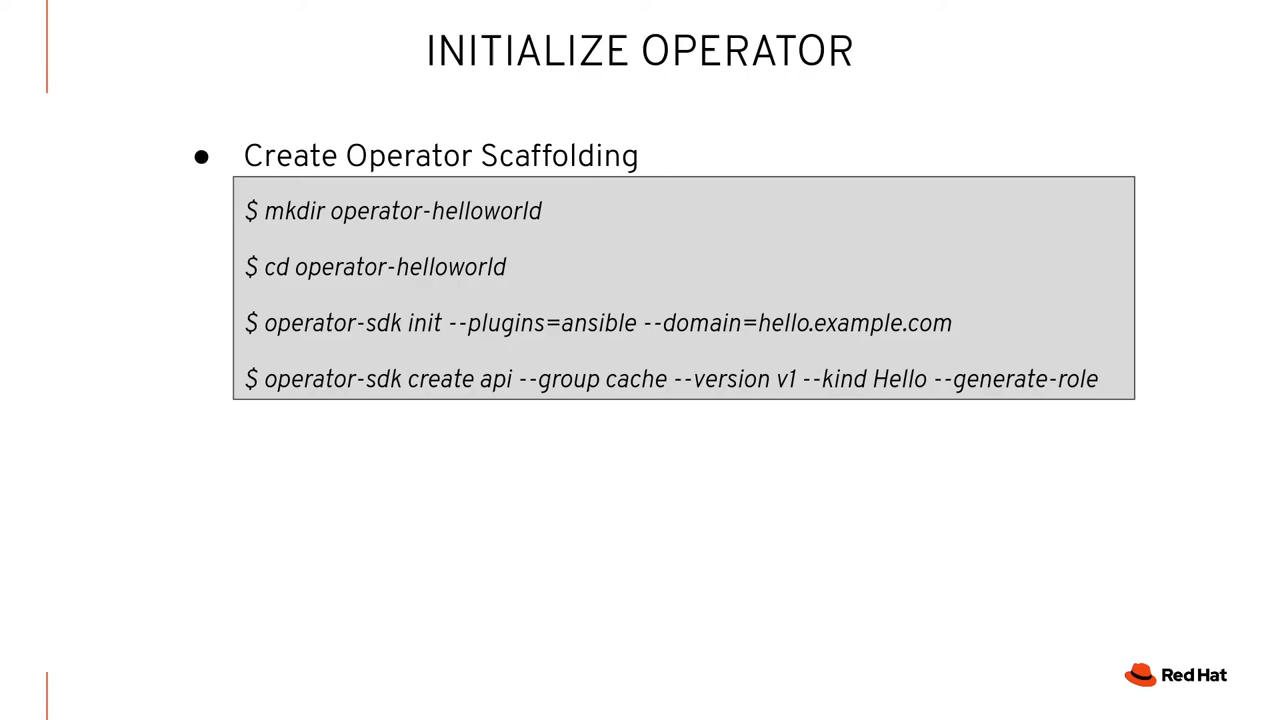 INITIALIZE OPERATOR
● Create Operator Scaffolding
$ mkdir operator-helloworld
$ cd operator-helloworld
$ operator-sdk init --plugins=ansible --domain=hello.example.com
$ operator-sdk create api --group cache --version v1 --kind Hello --generate-role
Red Hat